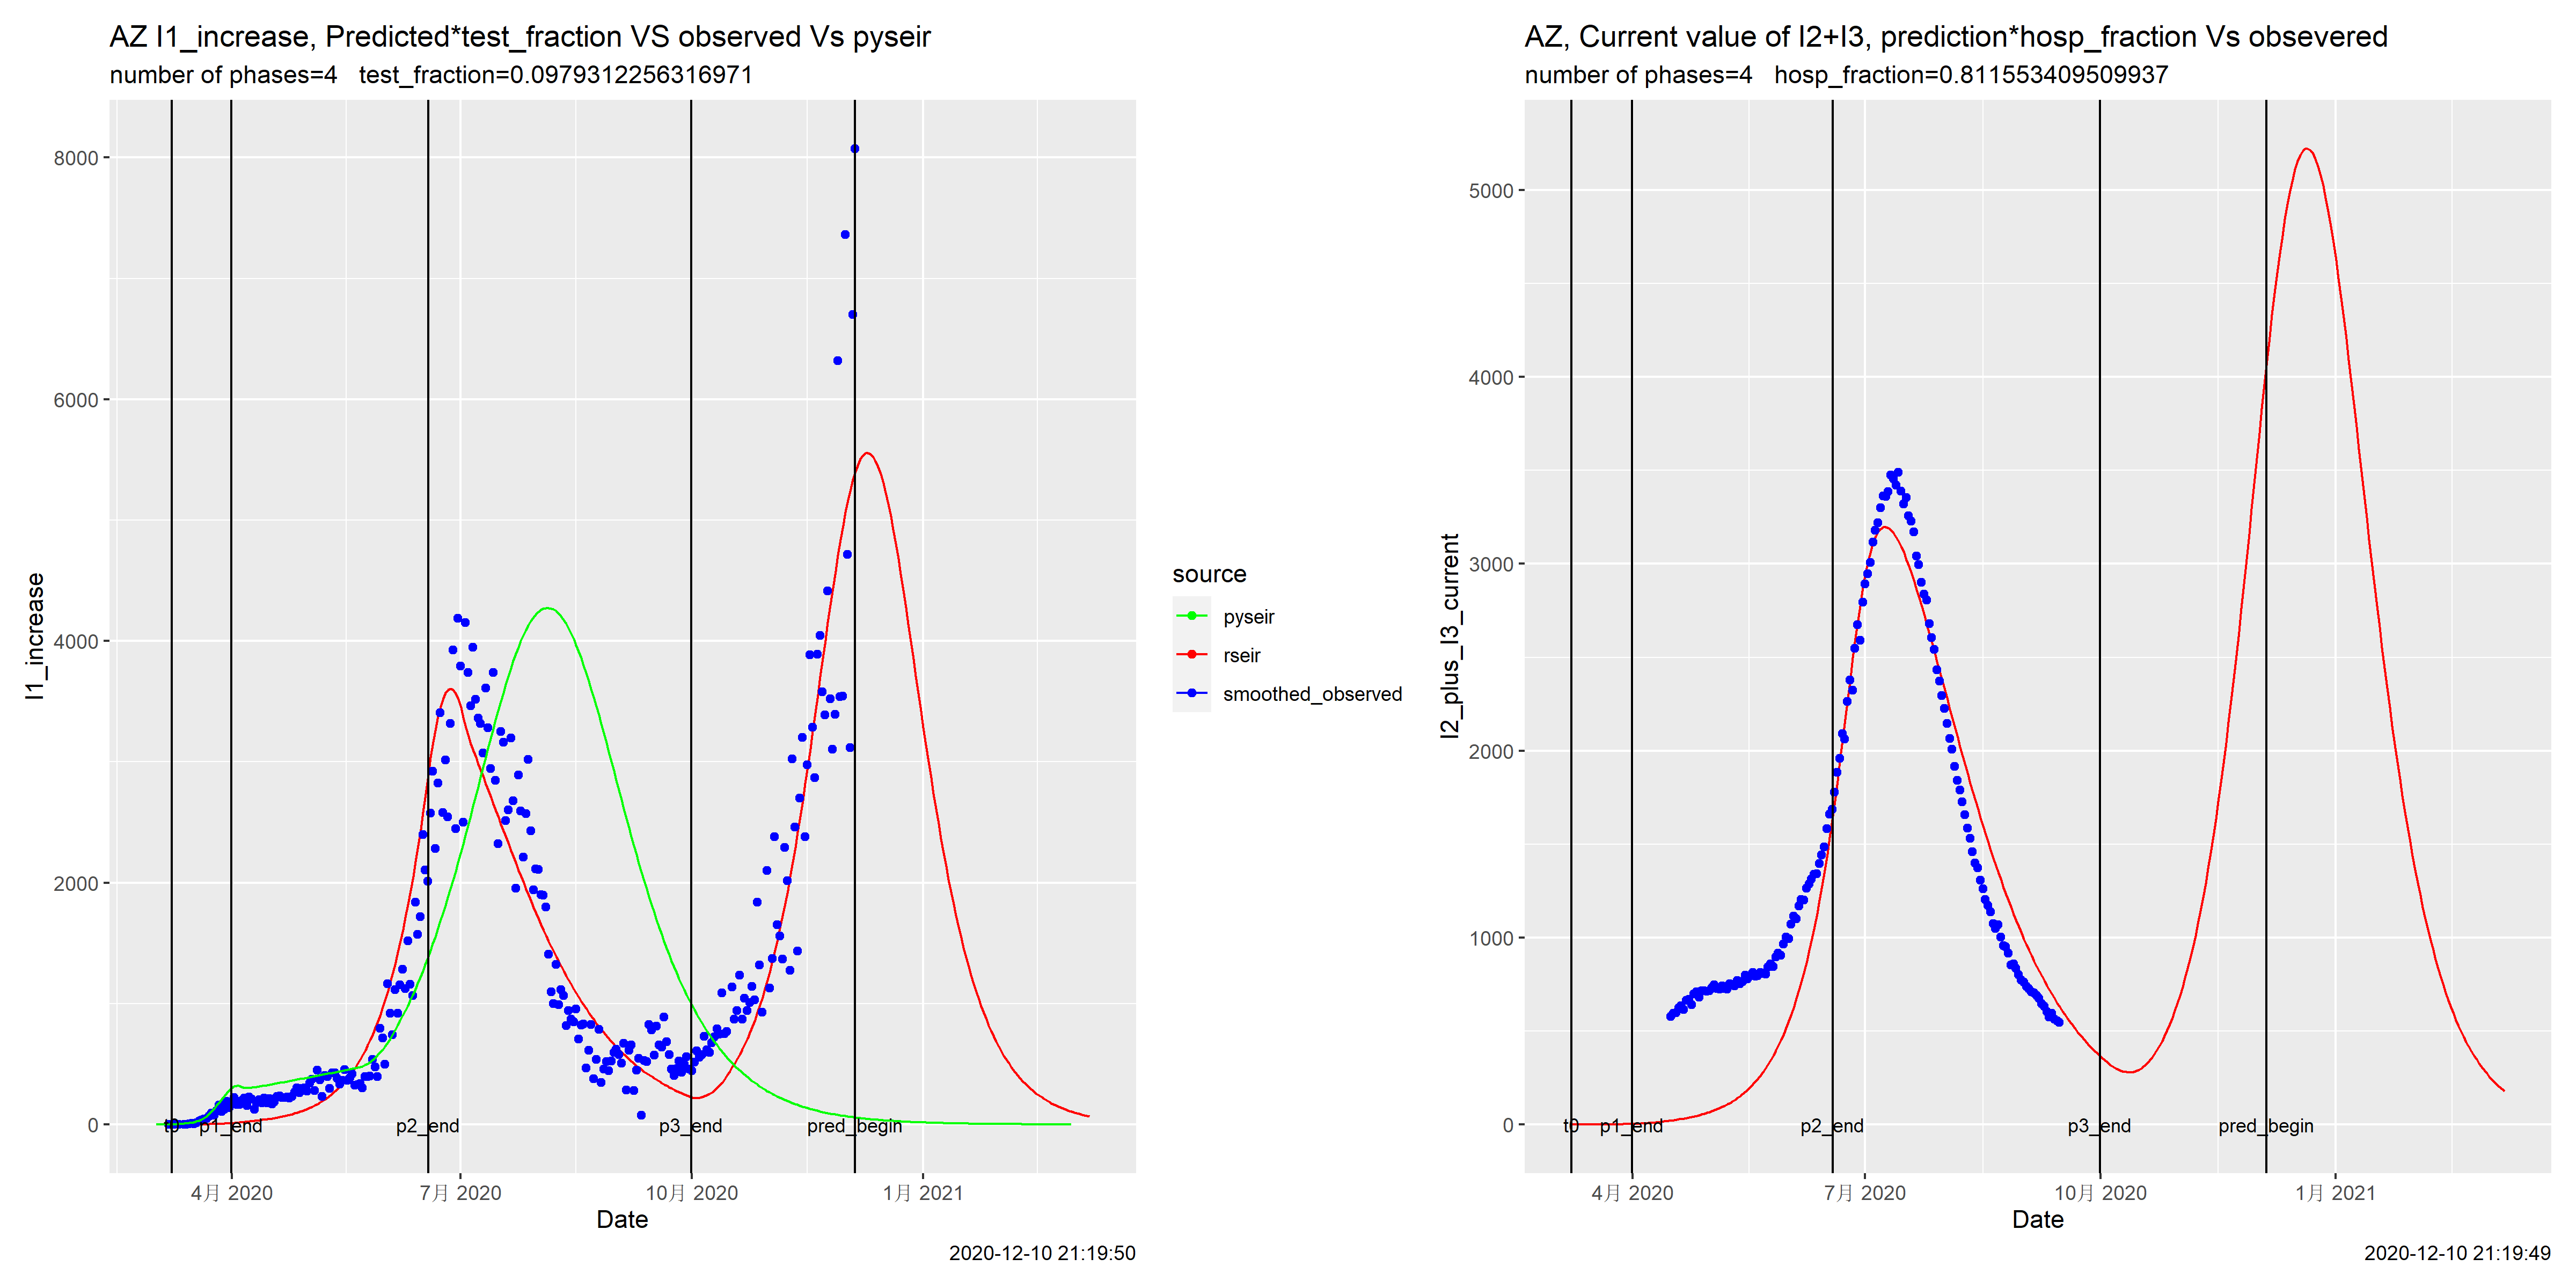 AZ I1_increase, Predicted*test_fraction VS observed Vs pyseir
number of phases=4   test_fraction=0.0979312256316971
I1_increase
8000
6000
4000
2000
0
t0
p1_end
p2_end
p3_end
pred_begin
4月 2020
7月 2020
10月 2020
1月 2021
Date
2020-12-10 21:19:50
source
pyseir
rseir
smoothed_observed
AZ, Current value of I2+I3, prediction*hosp_fraction Vs obsevered
number of phases=4   hosp_fraction=0.811553409509937
I2_plus_I3_current
5000
4000
3000
2000
1000
0
t0
p1_end
p2_end
p3_end
pred_begin
4月 2020
7月 2020
10月 2020
1月 2021
Date
2020-12-10 21:19:49